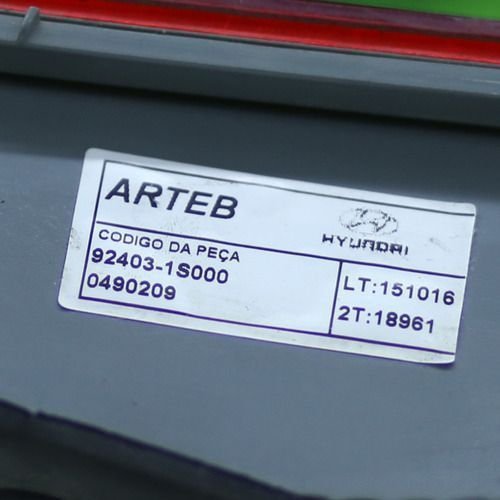 ARTEB
HYUNDAI
CODIGO DA PEÇA
92403-1S000
0490209
LT:151016
2T:18961